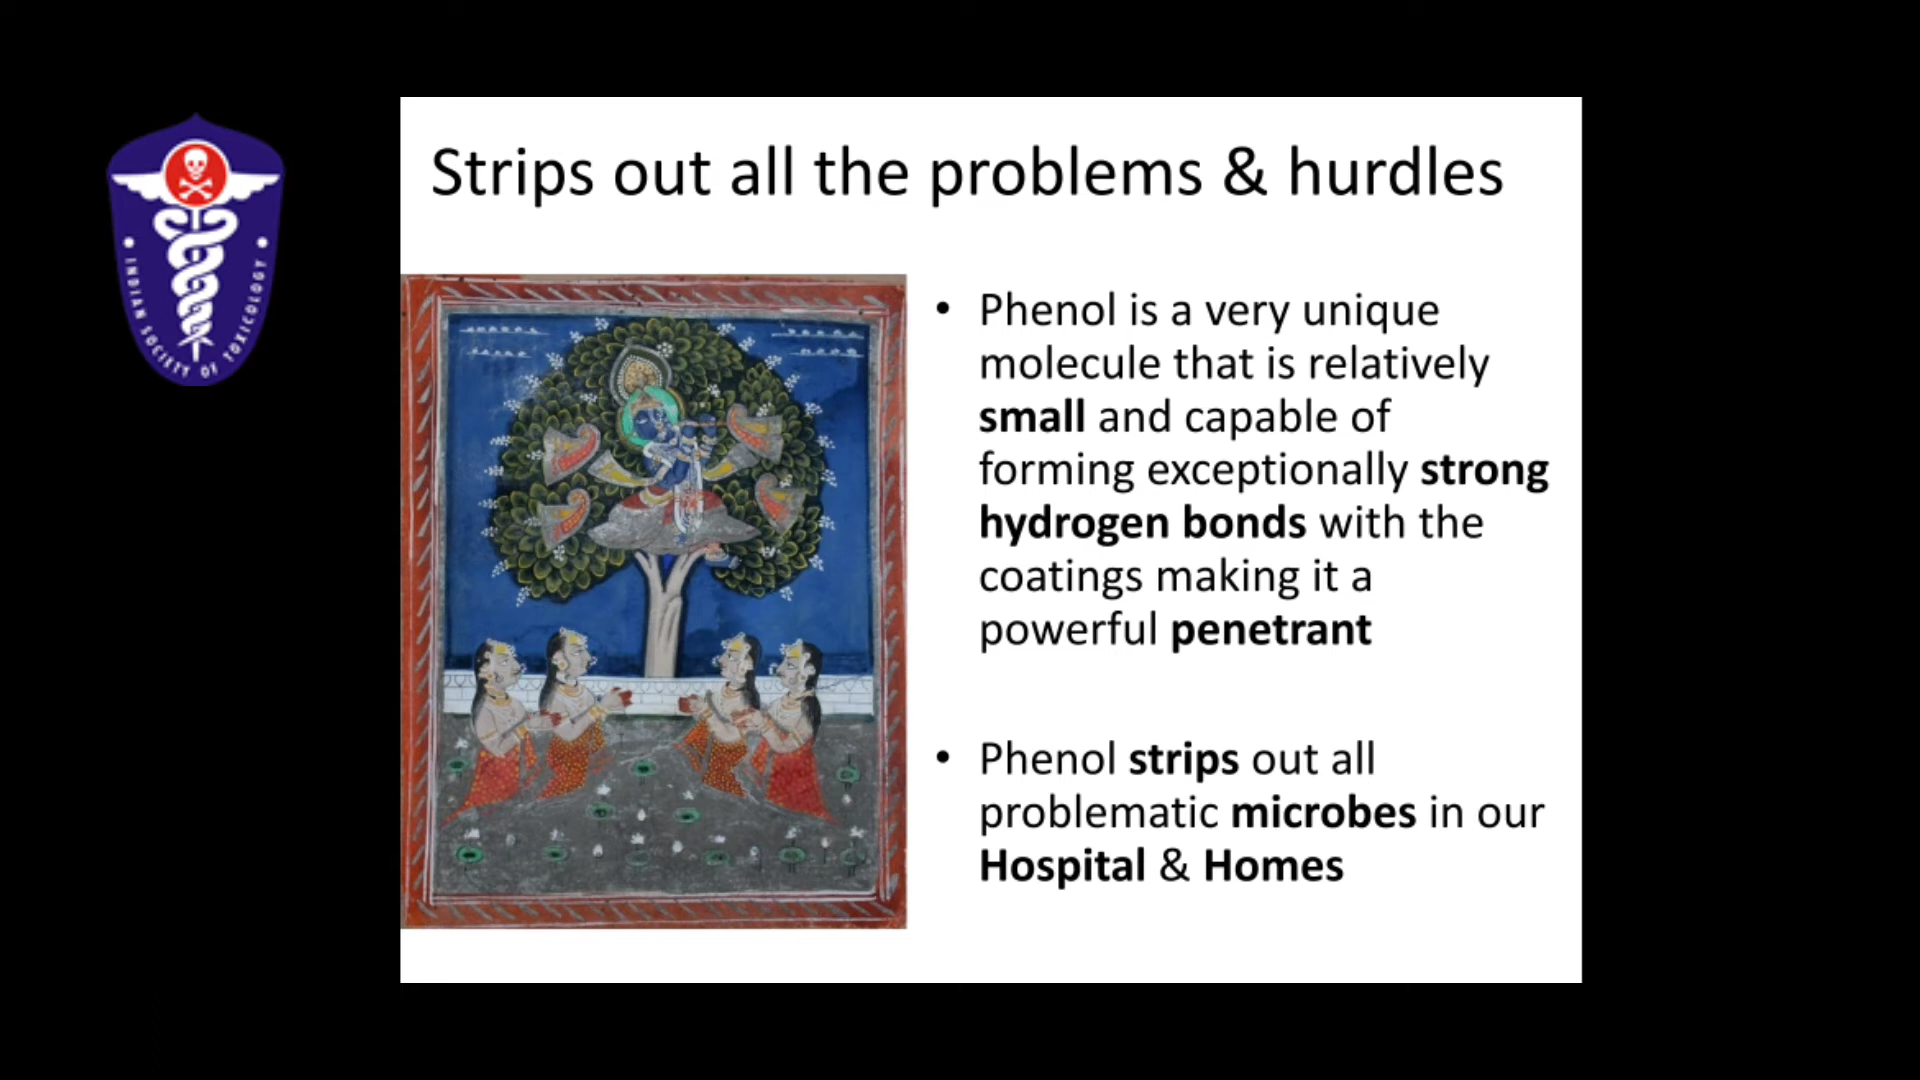 INDIAN SOCIETY OF TOXICOLOGY
Strips out all the problems & hurdles
• Phenol is a very unique
molecule that is relatively
small and capable of
forming exceptionally strong
hydrogen bonds with the
coatings making it a
powerful penetrant
• Phenol strips out all
problematic microbes in our
Hospital & Homes